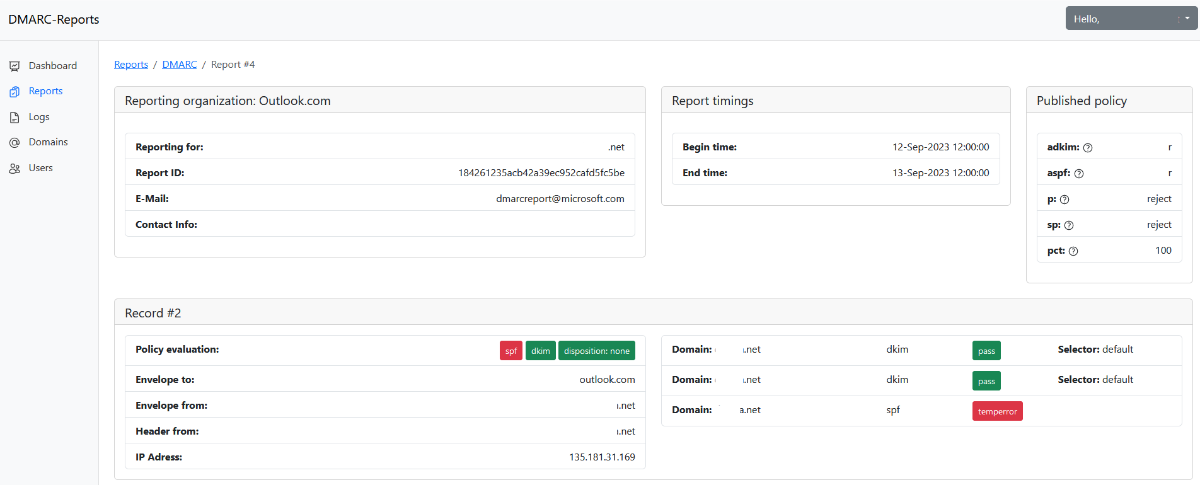 DMARC-Reports
Hello,
Dashboard
Reports
Logs
Domains
Users
Reports / DMARC / Report #4
Reporting organization: Outlook.com
Reporting for: .net
Report ID: 184261235acb42a39ec952cafd5fc5be
E-Mail: dmarcreport@microsoft.com
Contact Info:
Report timings
Begin time: 12-Sep-2023 12:00:00
End time: 13-Sep-2023 12:00:00
Published policy
adkim: r
aspf: r
p: reject
sp: reject
pct: 100
Record #2
Policy evaluation: spf dkim disposition: none
Envelope to: outlook.com
Envelope from: .net
Header from: .net
IP Adress: 135.181.31.169
Domain: .net dkim pass Selector: default
Domain: .net dkim pass Selector: default
Domain: a.net spf temperror